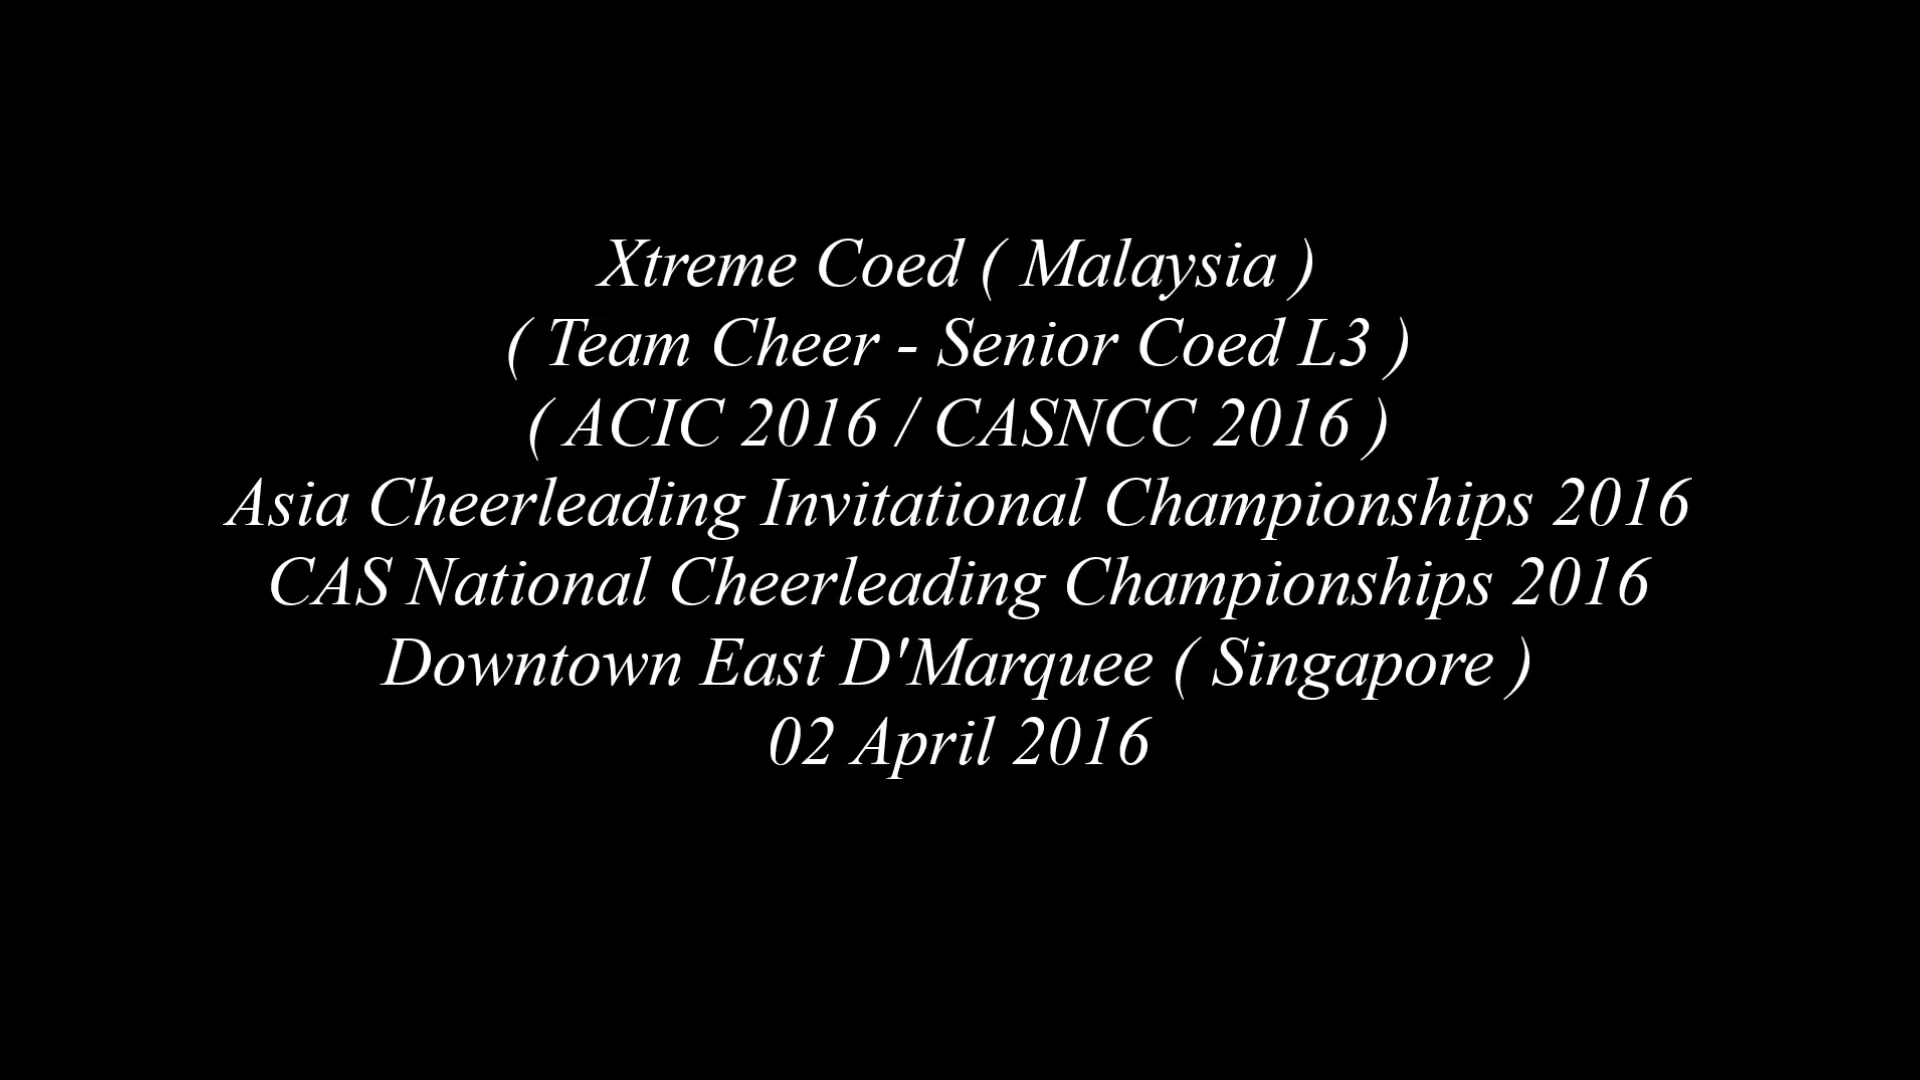 Xtreme Coed ( Malaysia )
( Team Cheer - Senior Coed L3 )
( ACIC 2016 / CASNCC 2016 )
Asia Cheerleading Invitational Championships 2016
CAS National Cheerleading Championships 2016
Downtown East D'Marquee ( Singapore )
02 April 2016